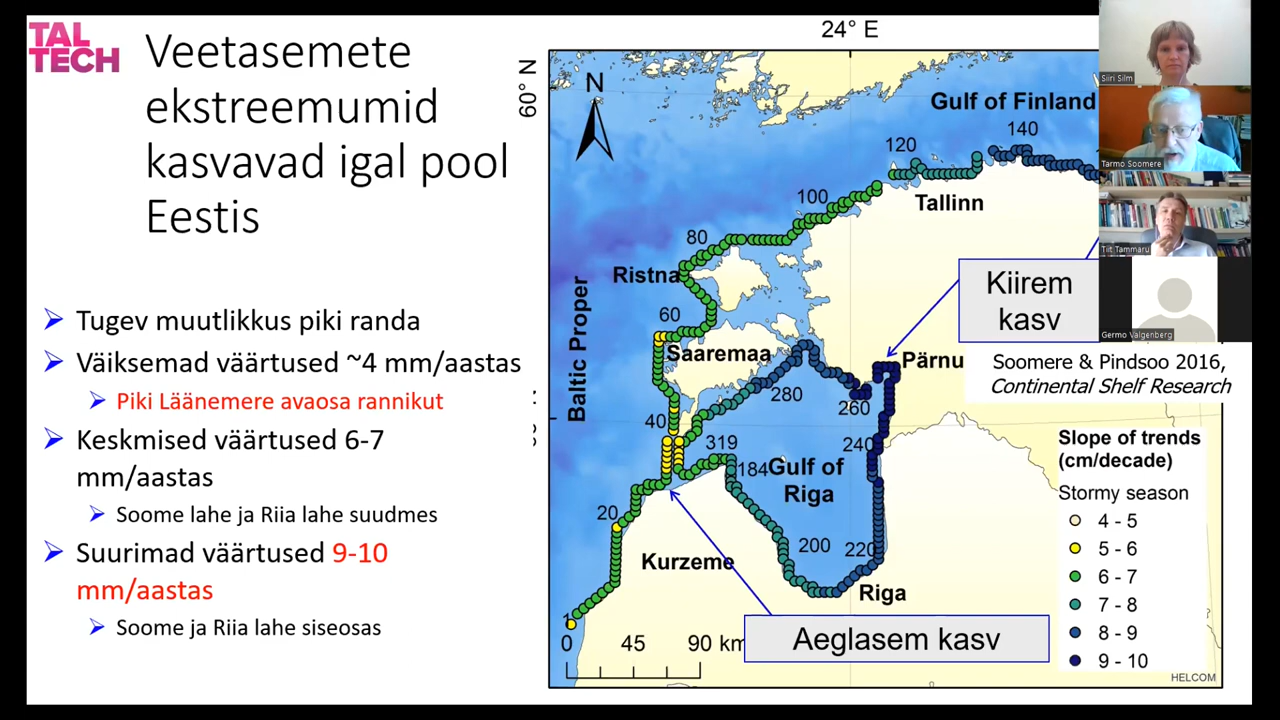 TAL
TECH
Veetasemete
ekstreemumid
kasvavad igal pool
Eestis
Tugev muutlikkus piki randa
Väiksemad väärtused ~4 mm/aastas
Piki Läänemere avaosa rannikut
Keskmised väärtused 6-7
mm/aastas
Soome lahe ja Riia lahe suudmes
Suurimad väärtused 9-10
mm/aastas
Soome ja Riia lahe siseosas
24° E
60° N
N
Gulf of Finland
140
120
Tallinn
100
80
Ristna
60
Saaremaa
Baltic Proper
280
260
Pärnu
40
319
240
184
Gulf of
Riga
20
200
220
Kurzeme
Riga
1
0 45 90 km
Kiirem
kasv
Aeglasem kasv
Soomere & Pindsoo 2016,
Continental Shelf Research
Slope of trends
(cm/decade)
Stormy season
4 - 5
5 - 6
6 - 7
7 - 8
8 - 9
9 - 10
HELCOM
Siiri Silm
Tarmo Soomere
Tiit Tammaru
Germo Valgenberg